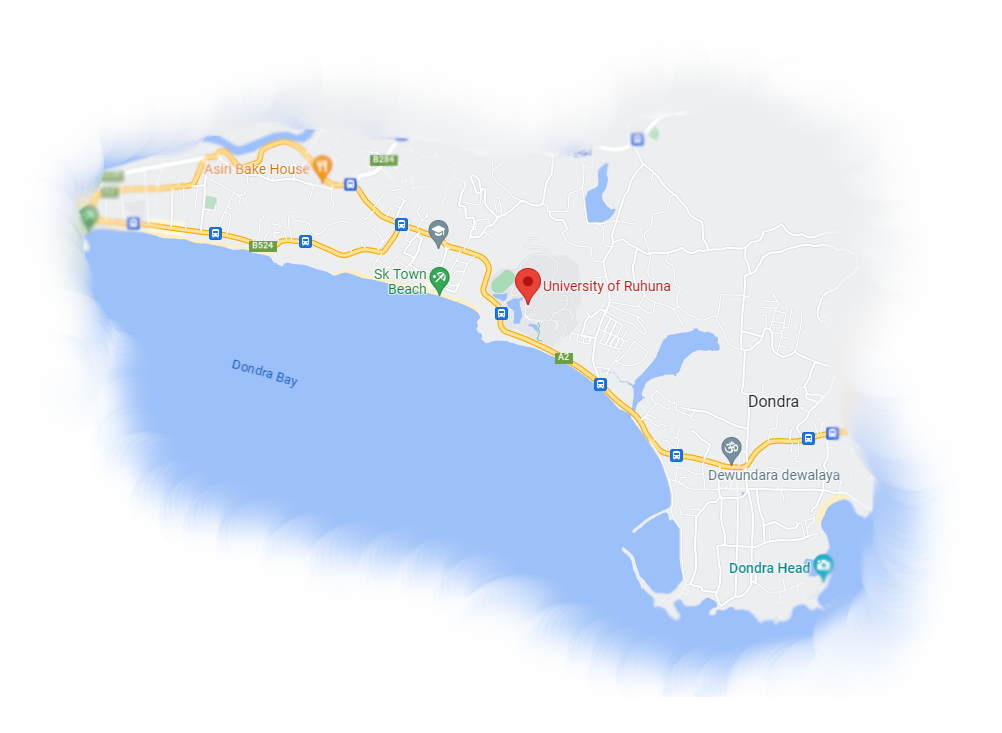 B284
Asiri Bake House
B524
Sk Town
Beach
University of Ruhuna
A2
Dondra Bay
Dondra
Dewundara dewalaya
Dondra Head